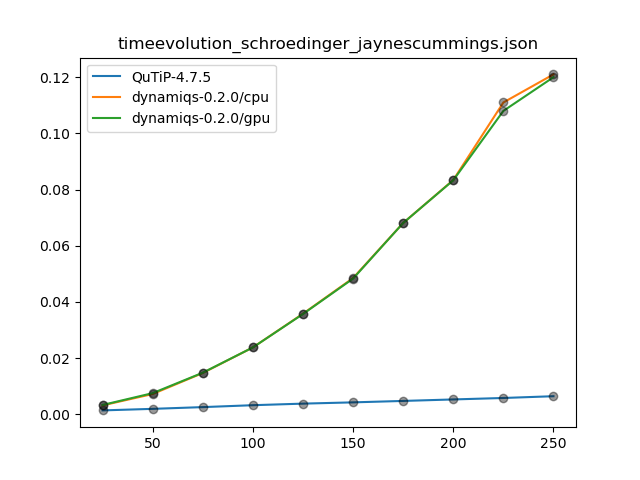 timeevolution_schroedinger_jaynescummings.json
QuTiP-4.7.5
dynamiqs-0.2.0/cpu
dynamiqs-0.2.0/gpu
0.12
0.10
0.08
0.06
0.04
0.02
0.00
50 100 150 200 250